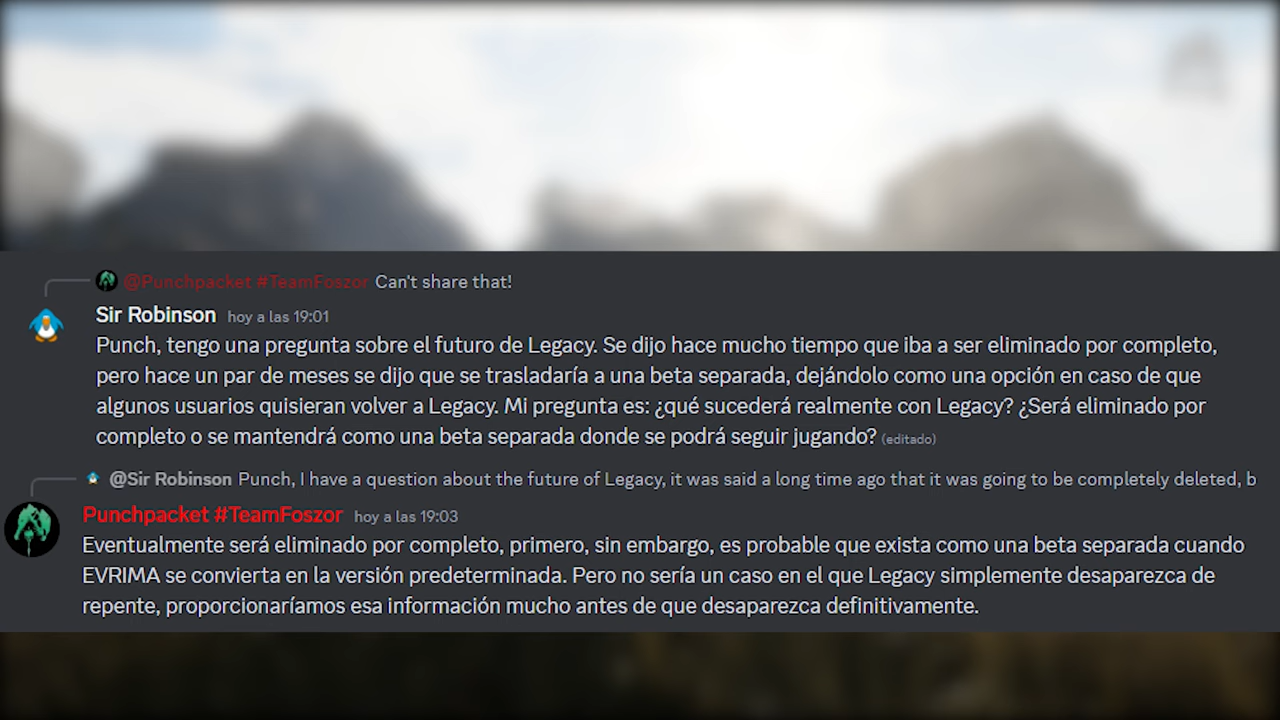 @Punchpacket #TeamFoszor Can't share that!
Sir Robinson hoy a las 19:01
Punch, tengo una pregunta sobre el futuro de Legacy. Se dijo hace mucho tiempo que iba a ser eliminado por completo,
pero hace un par de meses se dijo que se trasladaría a una beta separada, dejándolo como una opción en caso de que
algunos usuarios quisieran volver a Legacy. Mi pregunta es: ¿qué sucederá realmente con Legacy? ¿Será eliminado por
completo o se mantendrá como una beta separada donde se podrá seguir jugando? (editado)
@Sir Robinson Punch, I have a question about the future of Legacy, it was said a long time ago that it was going to be completely deleted, b
Punchpacket #TeamFoszor hoy a las 19:03
Eventualmente será eliminado por completo, primero, sin embargo, es probable que exista como una beta separada cuando
EVRIMA se convierta en la versión predeterminada. Pero no sería un caso en el que Legacy simplemente desaparezca de
repente, proporcionaríamos esa información mucho antes de que desaparezca definitivamente.